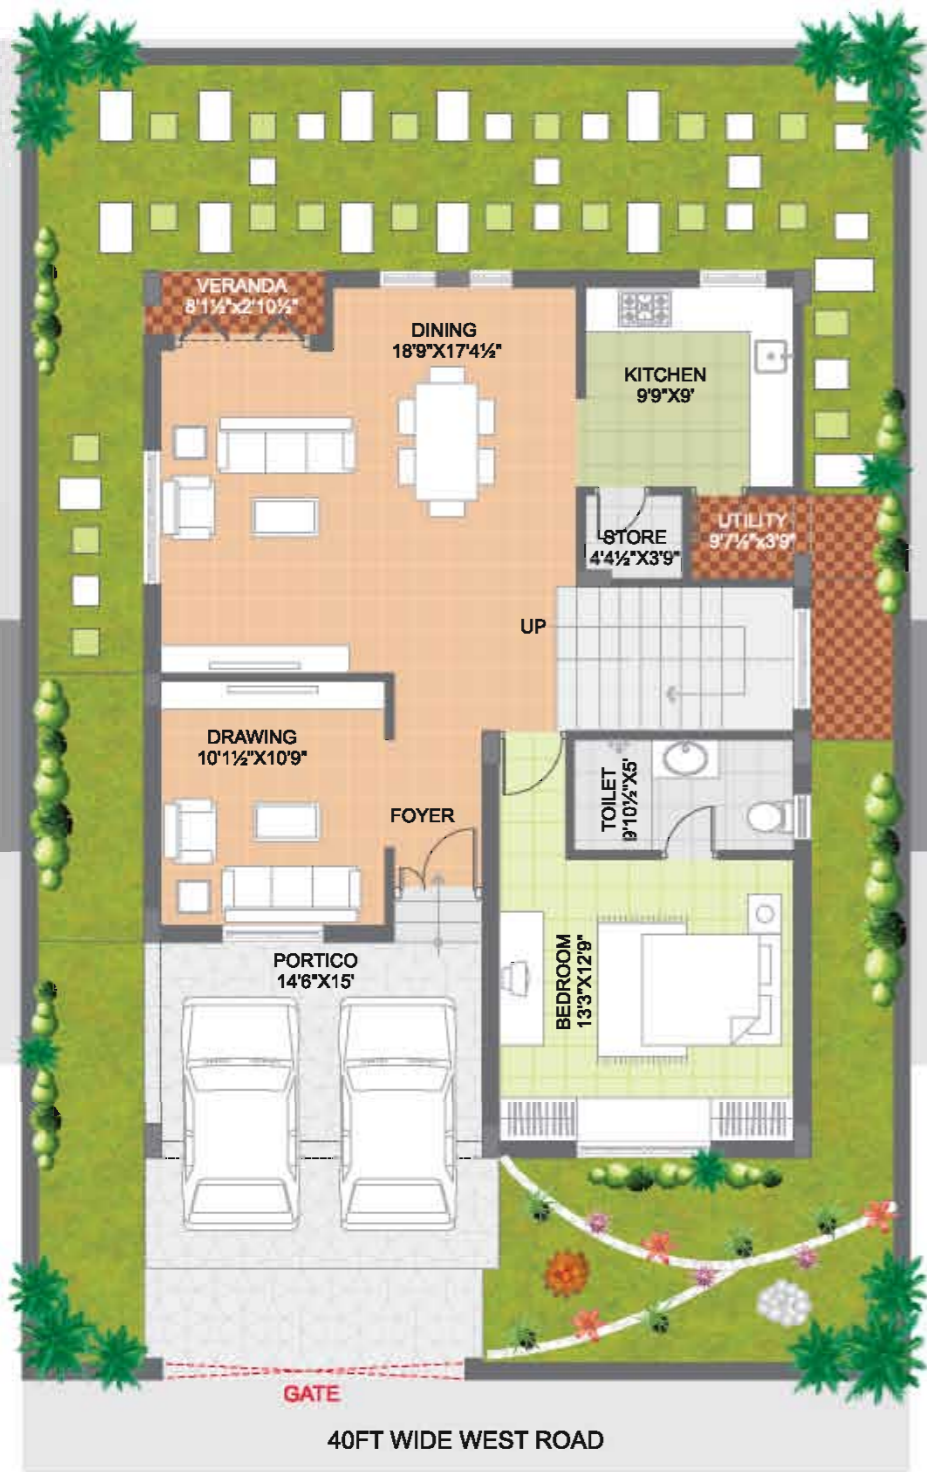 VERANDA
8'1½"x2'10½"
DINING
18'9"X17'4½"
KITCHEN
9'9"X9'
STORE
4'4½"X3'9"
UTILITY
9'7½"x3'9"
UP
DRAWING
10'1½"X10'9"
FOYER
TOILET
9'10½"X5'
BEDROOM
13'3"X12'9"
PORTICO
14'6"X15'
GATE
40FT WIDE WEST ROAD